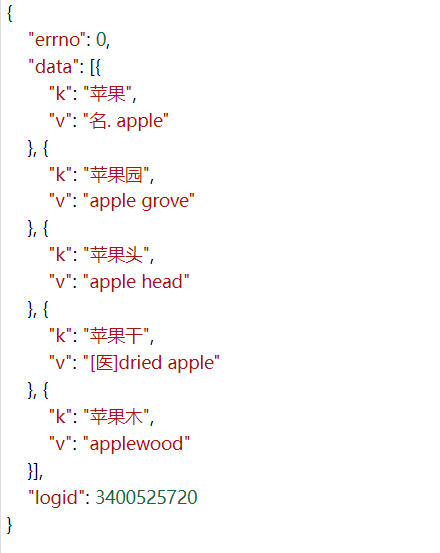 {
"errno": 0,
"data": [{
"k": "苹果",
"v": "名. apple"
}, {
"k": "苹果园",
"v": "apple grove"
}, {
"k": "苹果头",
"v": "apple head"
}, {
"k": "苹果干",
"v": "[医]dried apple"
}, {
"k": "苹果木",
"v": "applewood"
}],
"logid": 3400525720
}